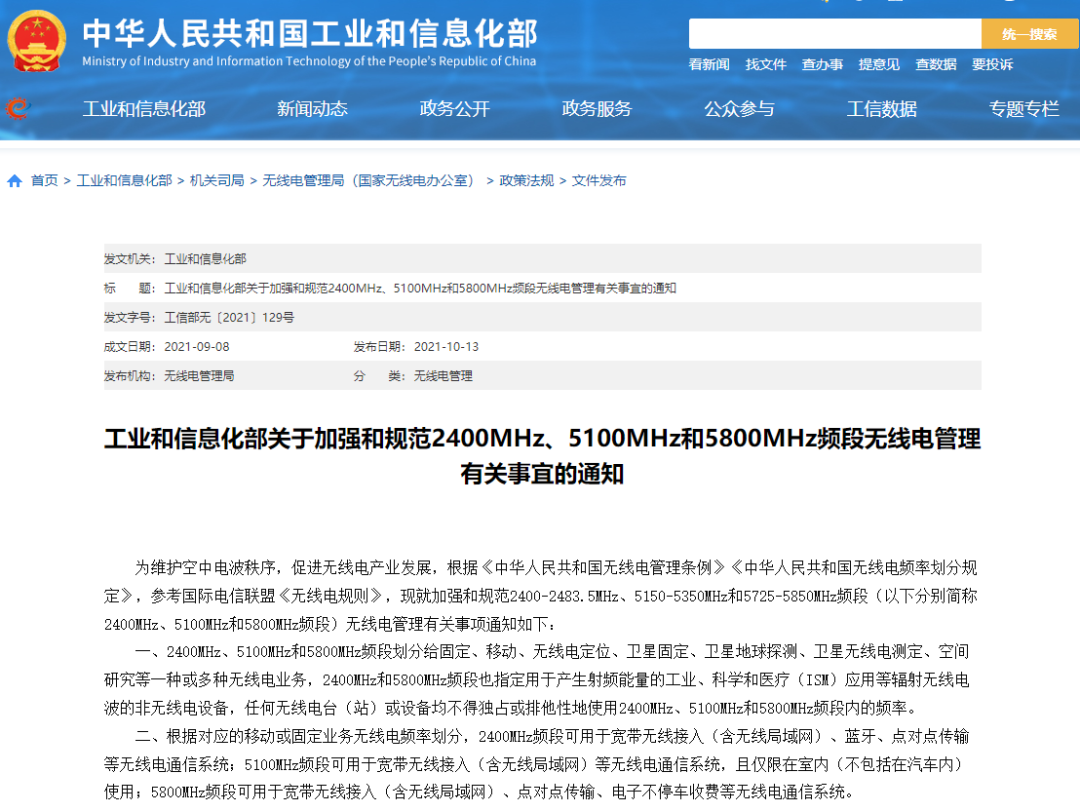 中华人民共和国工业和信息化部
Ministry of Industry and Information Technology of the People's Republic of China
统一搜索
看新闻 找文件 查办事 提意见 查数据 要投诉
工业和信息化部 新闻动态 政务公开 政务服务 公众参与 工信数据 专题专栏
首页 > 工业和信息化部 > 机关司局 > 无线电管理局（国家无线电办公室） > 政策法规 > 文件发布
发文机关： 工业和信息化部
标 题： 工业和信息化部关于加强和规范2400MHz、5100MHz和5800MHz频段无线电管理有关事宜的通知
发文字号： 工信部无〔2021〕129号
成文日期： 2021-09-08 发布日期： 2021-10-13
发布机构： 无线电管理局 分 类： 无线电管理
工业和信息化部关于加强和规范2400MHz、5100MHz和5800MHz频段无线电管理
有关事宜的通知
为维护空中电波秩序，促进无线电产业发展，根据《中华人民共和国无线电管理条例》《中华人民共和国无线电频率划分规
定》，参考国际电信联盟《无线电规则》，现就加强和规范2400-2483.5MHz、5150-5350MHz和5725-5850MHz频段（以下分别简称
2400MHz、5100MHz和5800MHz频段）无线电管理有关事项通知如下：
一、2400MHz、5100MHz和5800MHz频段划分给固定、移动、无线电定位、卫星固定、卫星地球探测、卫星无线电测定、空间
研究等一种或多种无线电业务，2400MHz和5800MHz频段也指定用于产生射频能量的工业、科学和医疗（ISM）应用等辐射无线电
波的非无线电设备，任何无线电台（站）或设备均不得独占或排他性地使用2400MHz、5100MHz和5800MHz频段内的频率。
二、根据对应的移动或固定业务无线电频率划分，2400MHz频段可用于宽带无线接入（含无线局域网）、蓝牙、点对点传输
等无线电通信系统；5100MHz频段可用于宽带无线接入（含无线局域网）等无线电通信系统，且仅限在室内（不包括在汽车内）
使用；5800MHz频段可用于宽带无线接入（含无线局域网）、点对点传输、电子不停车收费等无线电通信系统。